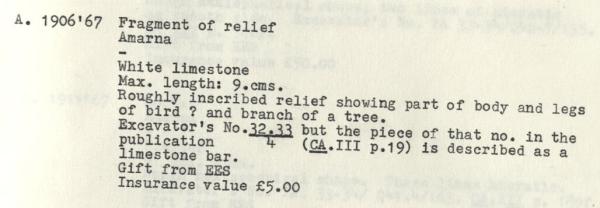 A. 1906'67 Fragment of relief
Amarna
-
White limestone
Max. length: 9.cms.
Roughly inscribed relief showing part of body and legs
of bird ? and branch of a tree.
Excavator's No.32.33 but the piece of that no. in the
publication 4 (CA.III p.19) is described as a
limestone bar.
Gift from EES
Insurance value £5.00